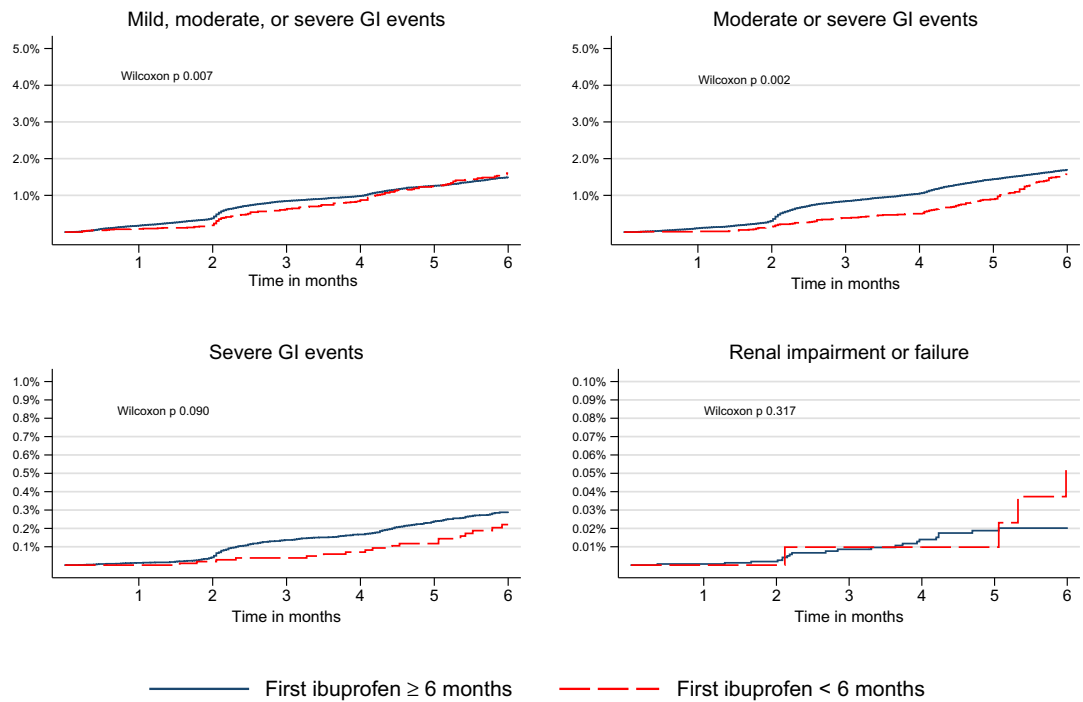 Mild, moderate, or severe GI events
5.0%
4.0%
3.0%
2.0%
1.0%
Wilcoxon p 0.007
1 2 3 4 5 6
Time in months
Moderate or severe GI events
5.0%
4.0%
3.0%
2.0%
1.0%
Wilcoxon p 0.002
1 2 3 4 5 6
Time in months
Severe GI events
1.0%
0.9%
0.8%
0.7%
0.6%
0.5%
0.4%
0.3%
0.2%
0.1%
Wilcoxon p 0.090
1 2 3 4 5 6
Time in months
Renal impairment or failure
0.10%
0.09%
0.08%
0.07%
0.06%
0.05%
0.04%
0.03%
0.02%
0.01%
Wilcoxon p 0.317
1 2 3 4 5 6
Time in months
First ibuprofen ≥ 6 months
First ibuprofen < 6 months